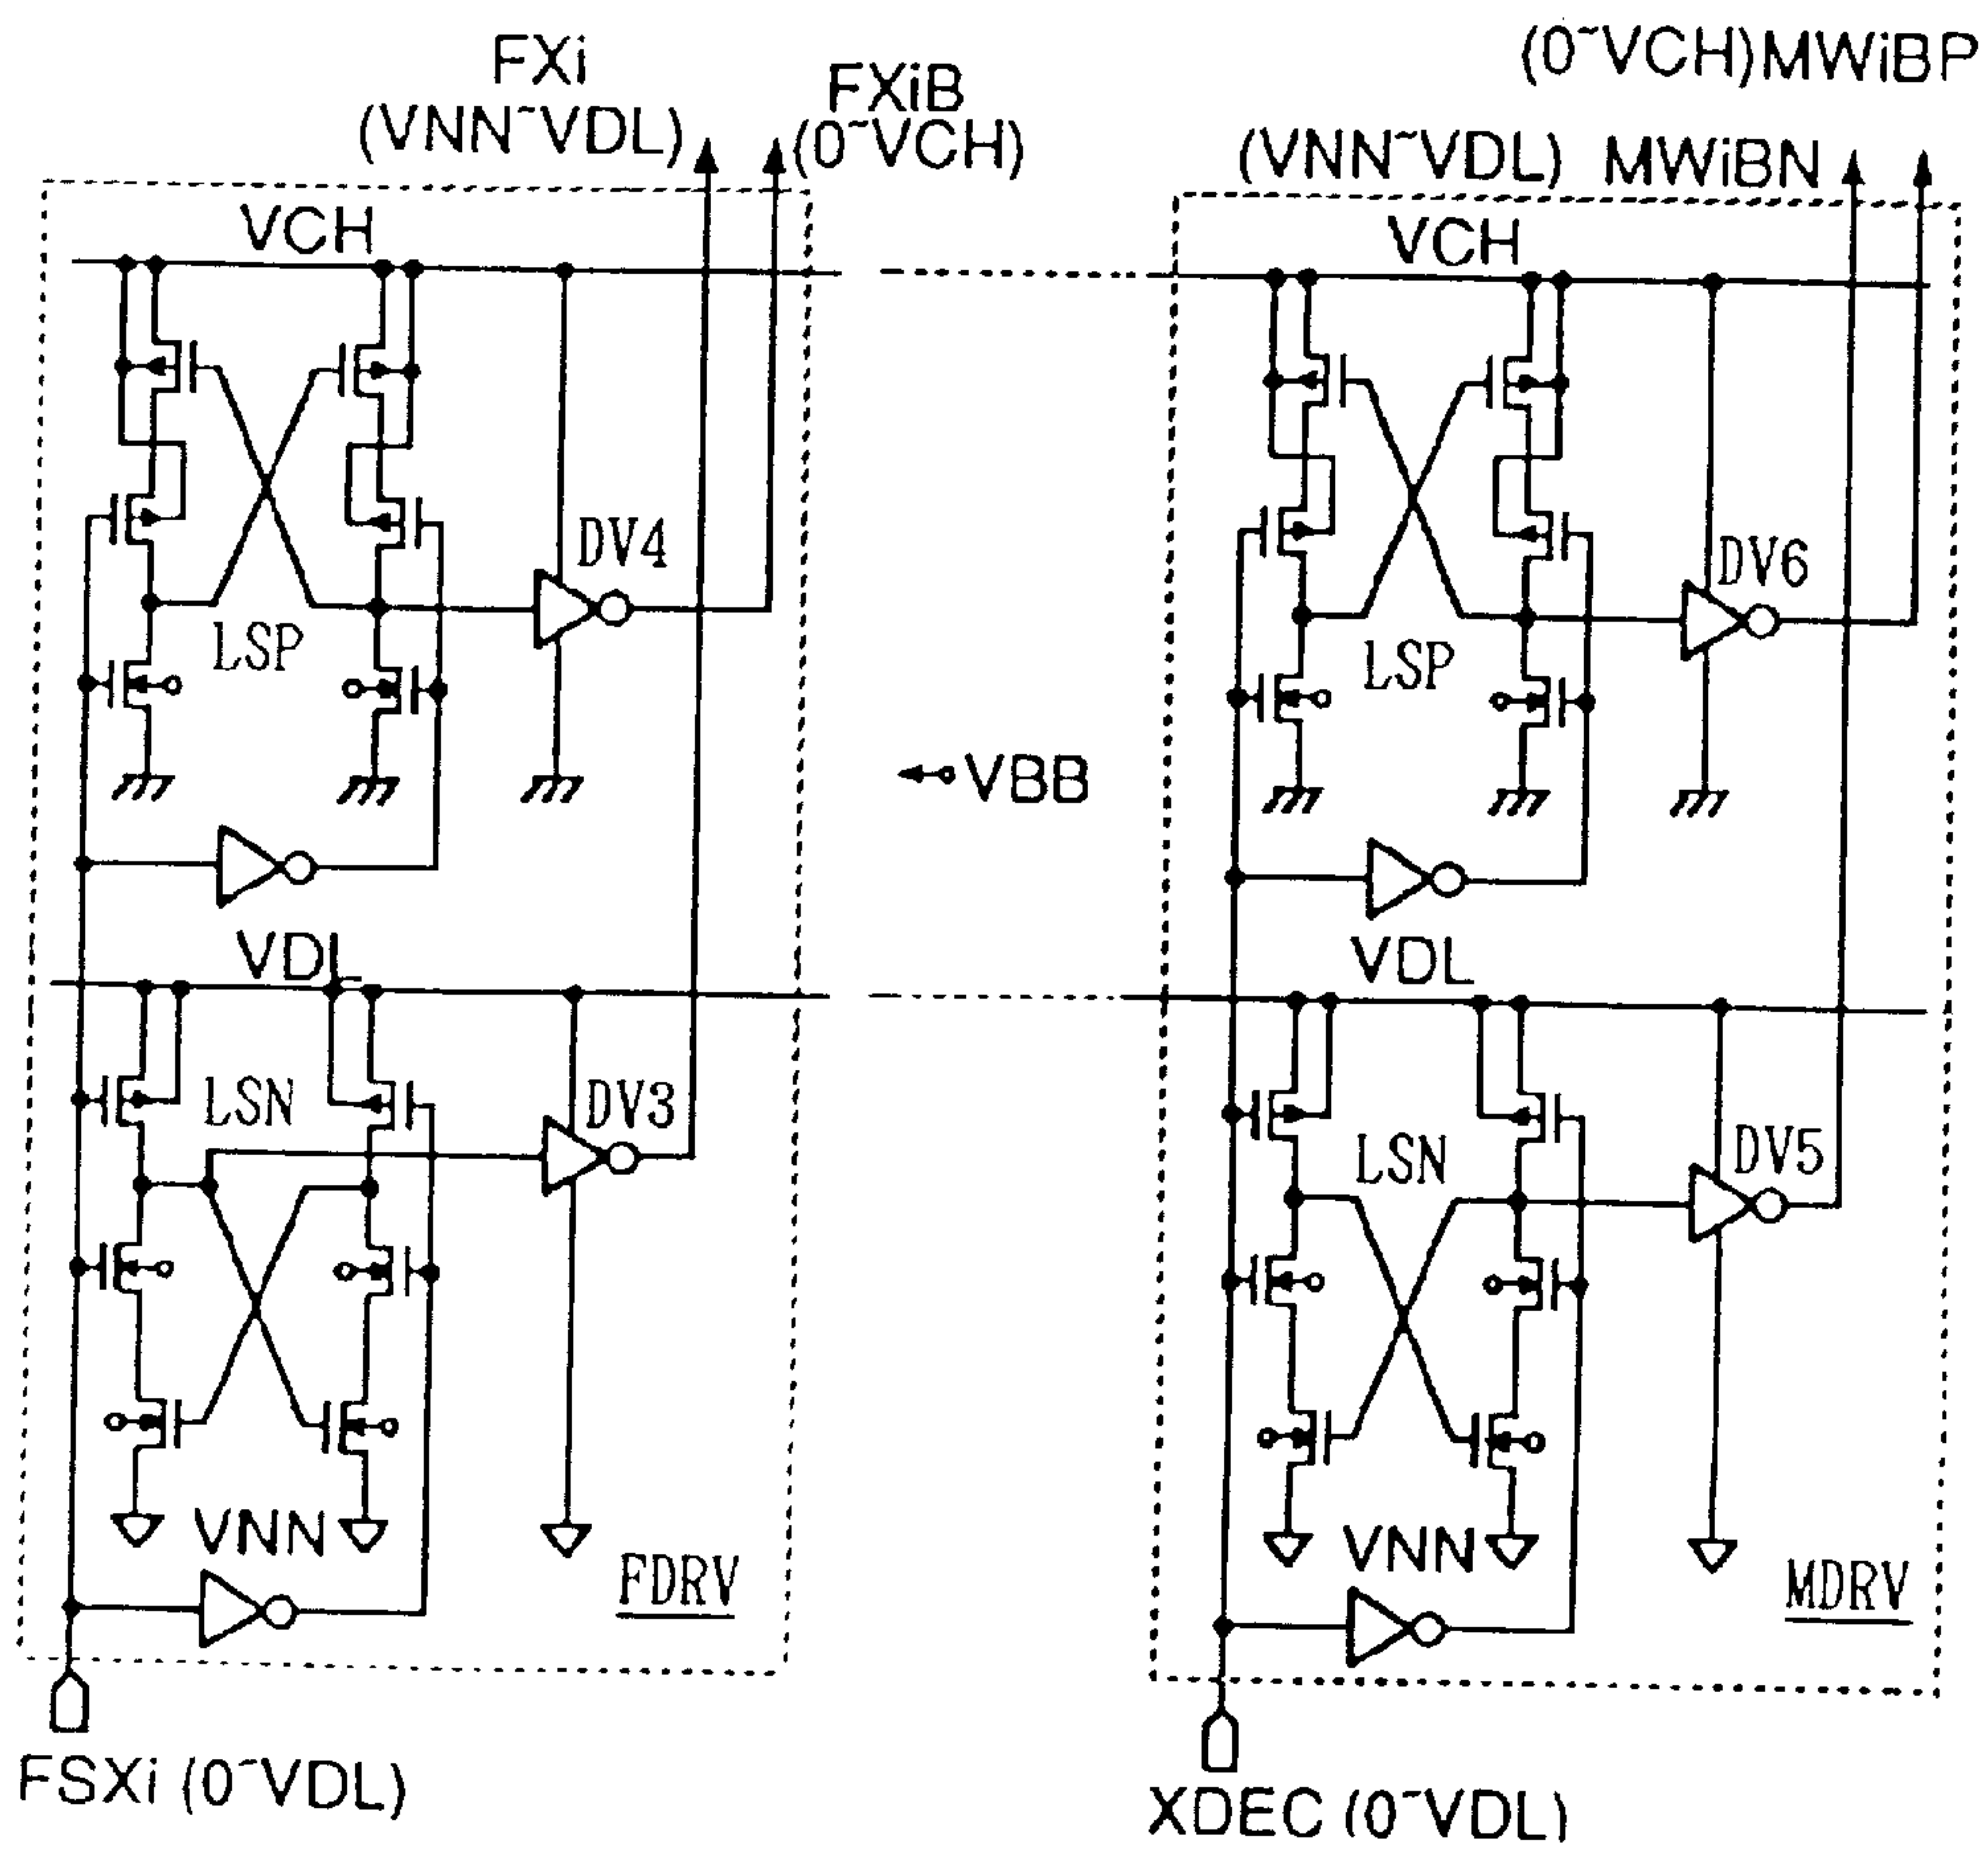 FXi
(VNN~VDL)
FXiB
(0~VCH)
(0~VCH)MWiBP
(VNN~VDL) MWiBN
VCH
VCH
DV4
DV6
LSP
LSP
VBB
VDL
VDL
LSN
DV3
LSN
DV5
VNN
VNN
FDRV
MDRV
FSXi (0~VDL)
XDEC (0~VDL)